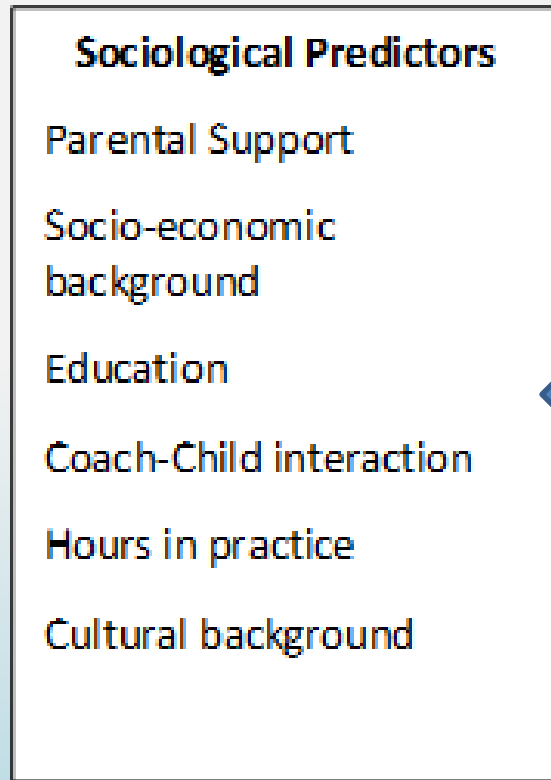 Sociological Predictors
Parental Support
Socio-economic
background
Education
Coach-Child interaction
Hours in practice
Cultural background